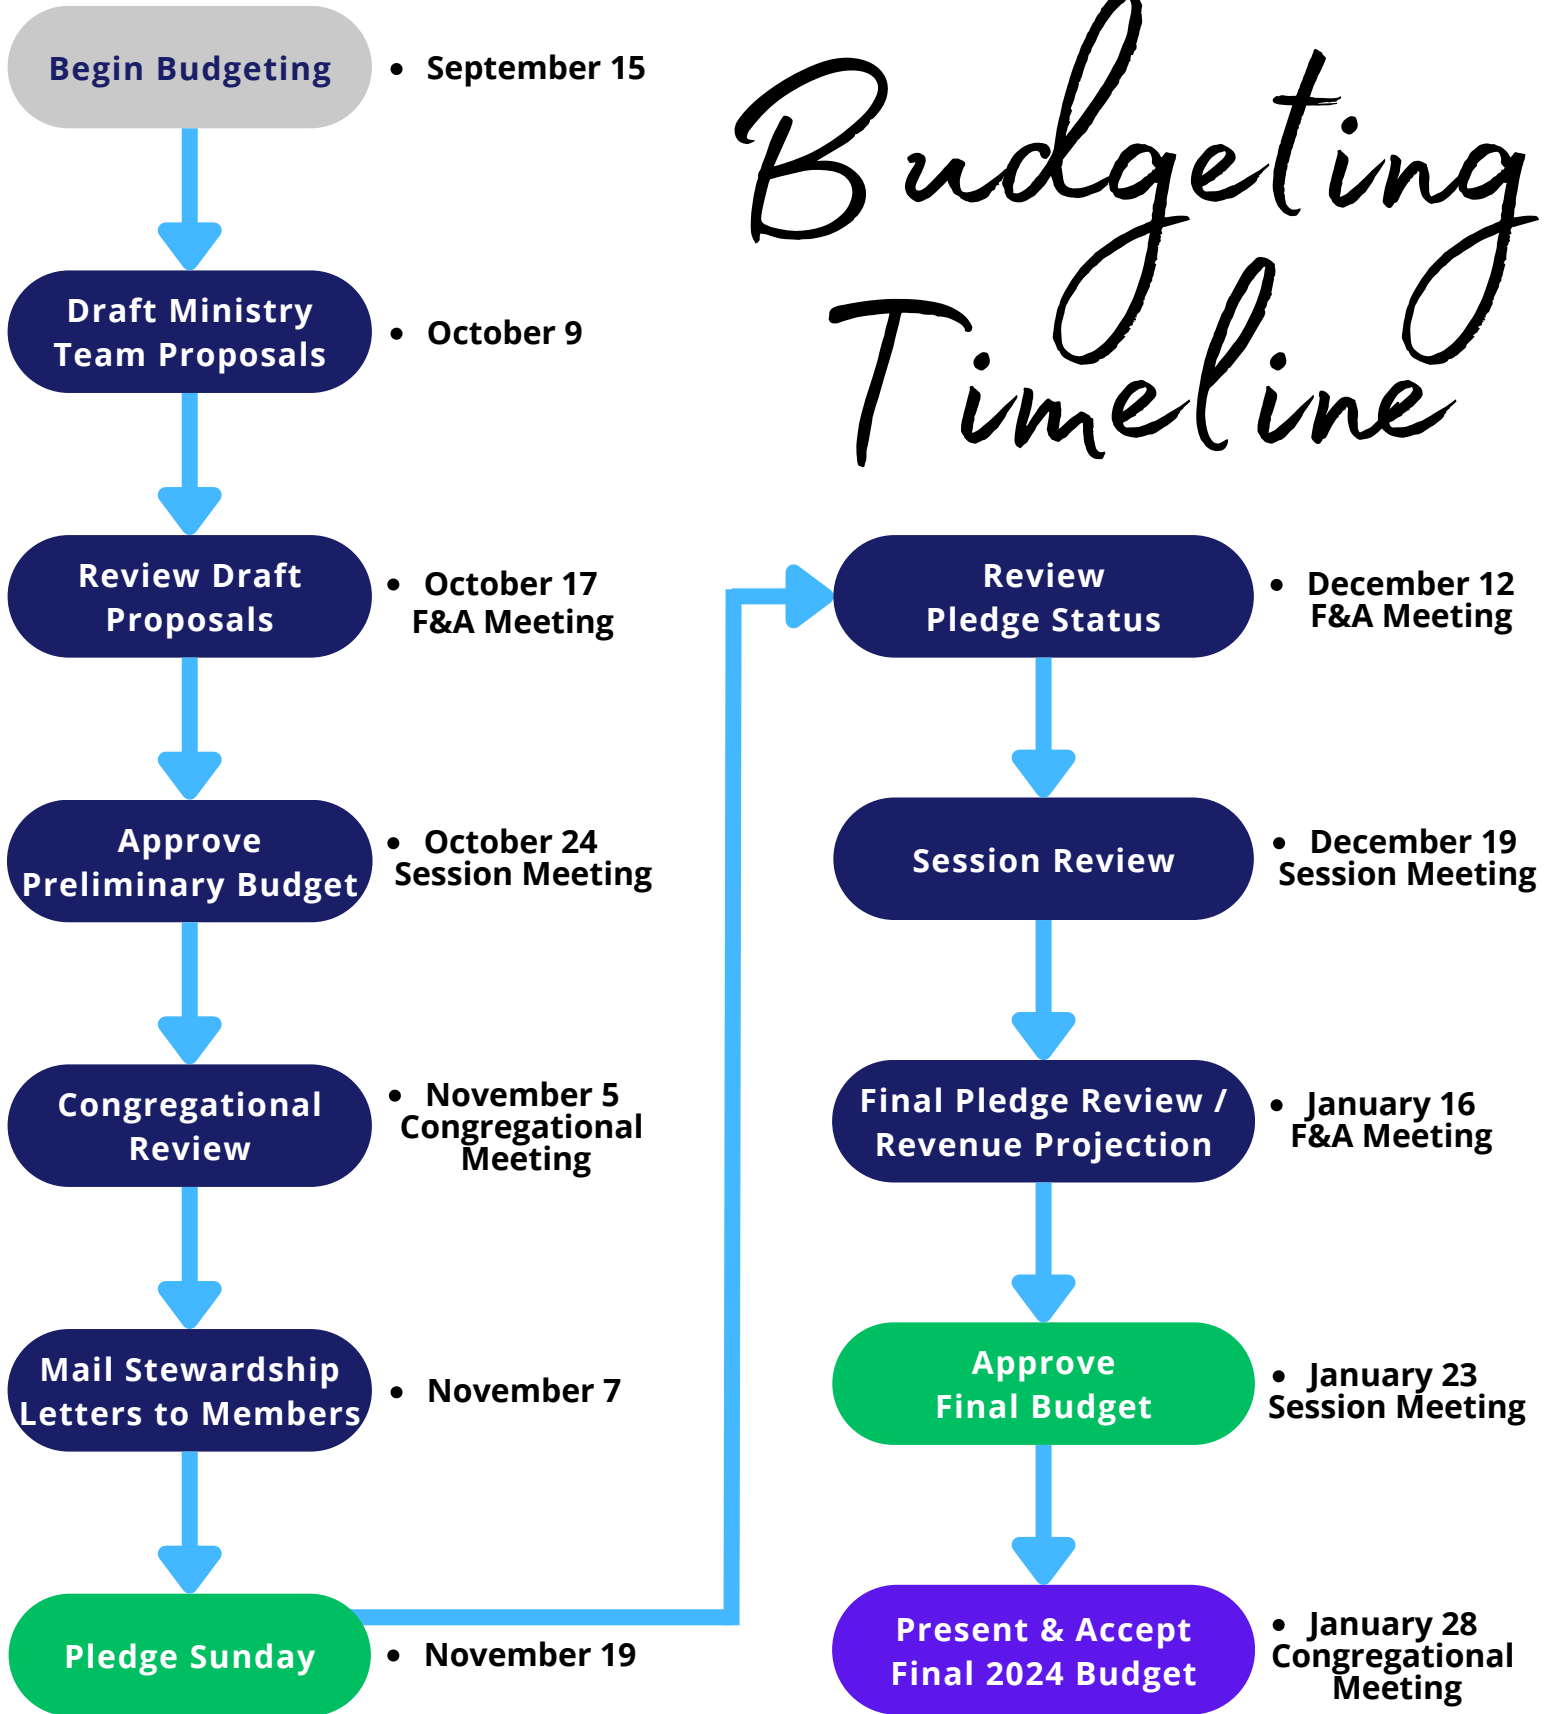 Budgeting
Timeline
Begin Budgeting
• September 15
Draft Ministry
Team Proposals
• October 9
Review Draft
Proposals
• October 17
F&A Meeting
Approve
Preliminary Budget
• October 24
Session Meeting
Congregational
Review
• November 5
Congregational
Meeting
Mail Stewardship
Letters to Members
• November 7
Pledge Sunday
• November 19
Review
Pledge Status
• December 12
F&A Meeting
Session Review
• December 19
Session Meeting
Final Pledge Review /
Revenue Projection
• January 16
F&A Meeting
Approve
Final Budget
• January 23
Session Meeting
Present & Accept
Final 2024 Budget
• January 28
Congregational
Meeting